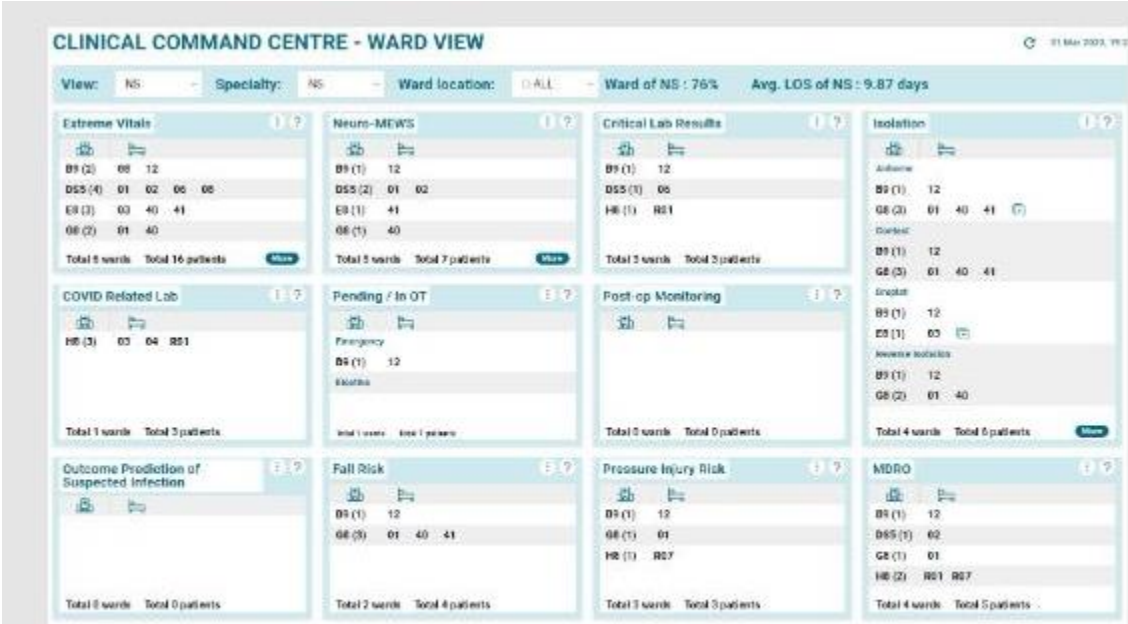 CLINICAL COMMAND CENTRE - WARD VIEW
01 Mar 2023,
View: NS Specialty: NS Ward location: ALL Ward of NS : 76% Avg. LOS of NS : 9.87 days
Extreme Vitals
B9 (2) 08 12
DS5 (4) 01 02 06 08
E8 (3) 03 40 41
G8 (2) 01 40
Total 6 wards Total 16 patients More
Neuro-MEWS
B9 (1) 12
DS5 (2) 01 02
E8 (1) 41
G8 (1) 40
Total 5 wards Total 7 patients More
Critical Lab Results
B9 (1) 12
DS5 (1) 06
H8 (1) R01
Total 3 wards Total 3 patients
Isolation
Airborne
B9 (1) 12
G8 (3) 01 40 41
Contact
B9 (1) 12
G8 (3) 01 40 41
Droplet
B9 (1) 12
E8 (1) 03
Reverse Isolation
B9 (1) 12
G8 (2) 01 40
Total 4 wards Total 6 patients More
COVID Related Lab
H8 (3) 03 04 R01
Total 1 wards Total 3 patients
Pending / In OT
Emergency
B9 (1) 12
Elective
Total 1 wards Total 1 patients
Post-op Monitoring
Total 0 wards Total 0 patients
Outcome Prediction of
Suspected Infection
Total 0 wards Total 0 patients
Fall Risk
B9 (1) 12
G8 (3) 01 40 41
Total 2 wards Total 4 patients
Pressure Injury Risk
B9 (1) 12
G8 (1) 01
H8 (1) R07
Total 3 wards Total 3 patients
MDRO
B9 (1) 12
DS5 (1) 02
G8 (1) 01
H8 (2) R01 R07
Total 4 wards Total 5 patients